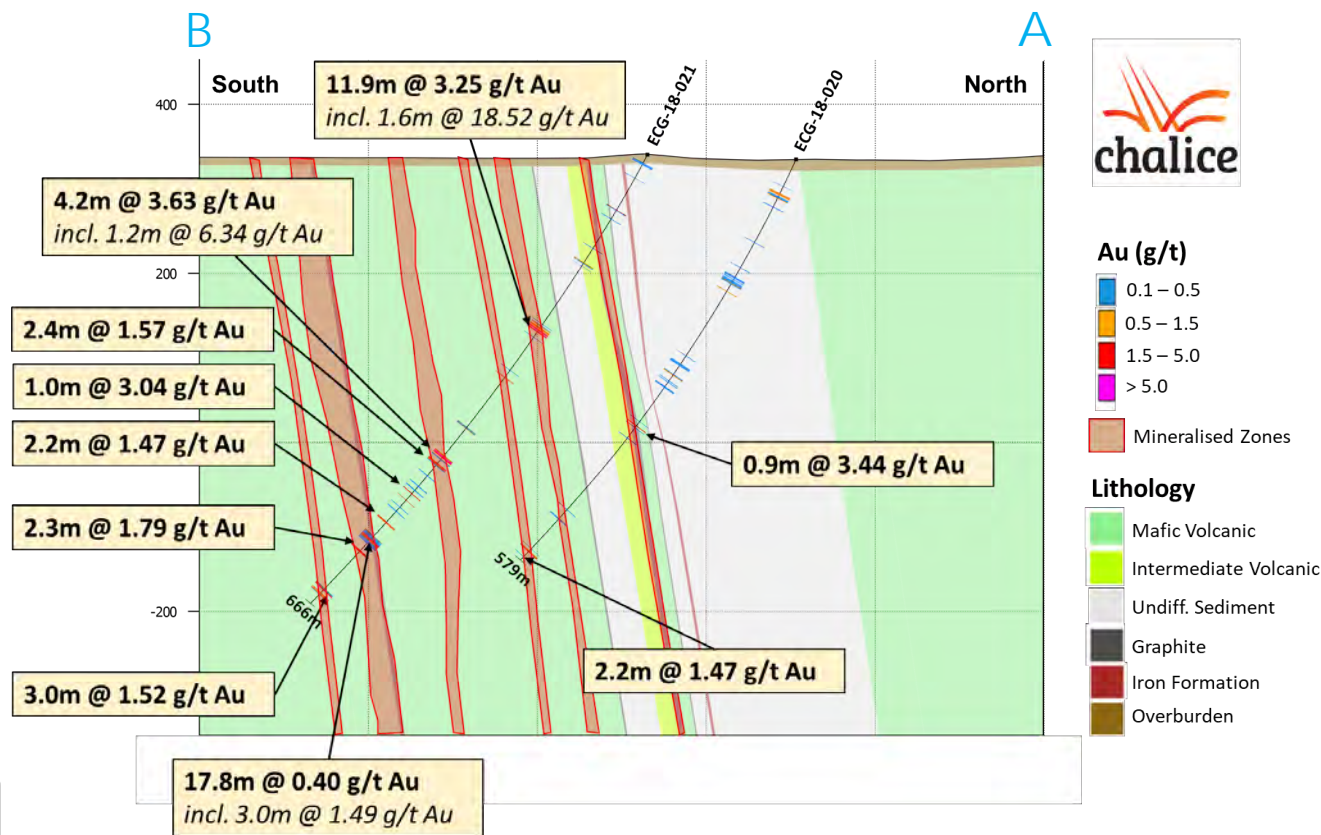 B
A
South
North
11.9m @ 3.25 g/t Au
incl. 1.6m @ 18.52 g/t Au
ECG-18-021
ECG-18-020
400
200
-200
4.2m @ 3.63 g/t Au
incl. 1.2m @ 6.34 g/t Au
2.4m @ 1.57 g/t Au
1.0m @ 3.04 g/t Au
2.2m @ 1.47 g/t Au
2.3m @ 1.79 g/t Au
3.0m @ 1.52 g/t Au
17.8m @ 0.40 g/t Au
incl. 3.0m @ 1.49 g/t Au
0.9m @ 3.44 g/t Au
2.2m @ 1.47 g/t Au
579m
666m
chalice
Au (g/t)
0.1 – 0.5
0.5 – 1.5
1.5 – 5.0
> 5.0
Mineralised Zones
Lithology
Mafic Volcanic
Intermediate Volcanic
Undiff. Sediment
Graphite
Iron Formation
Overburden